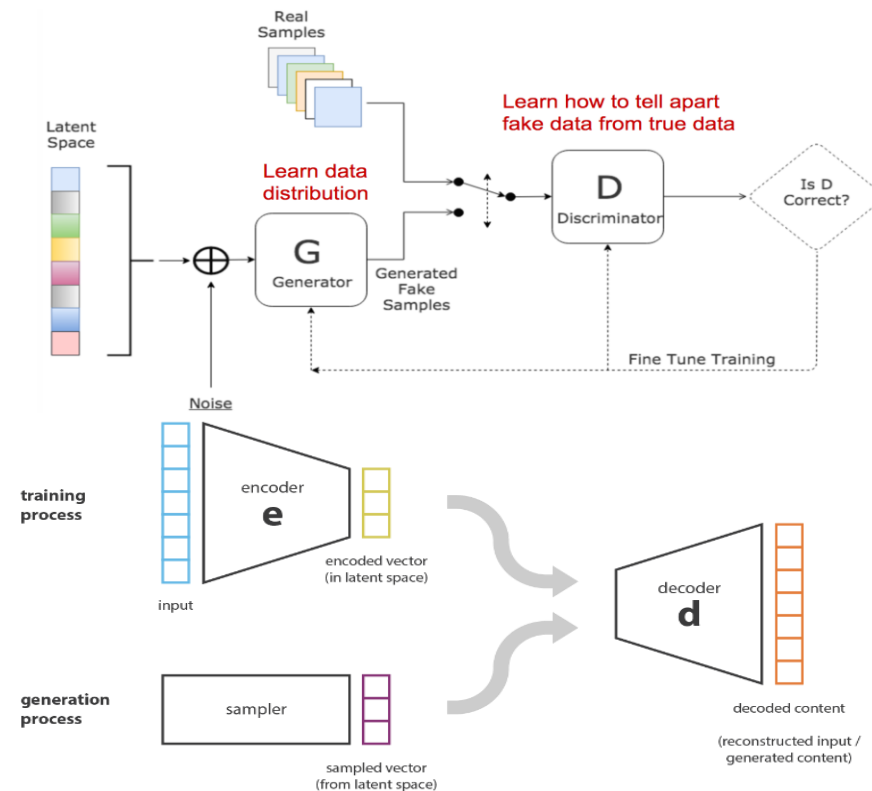 Real
Samples
Latent
Space
Learn data
distribution
Learn how to tell apart
fake data from true data
G
Generator
Generated
Fake
Samples
D
Discriminator
Is D
Correct?
Fine Tune Training
Noise
training
process
input
encoder
e
encoded vector
(in latent space)
decoder
d
decoded content
(reconstructed input /
generated content)
generation
process
sampler
sampled vector
(from latent space)